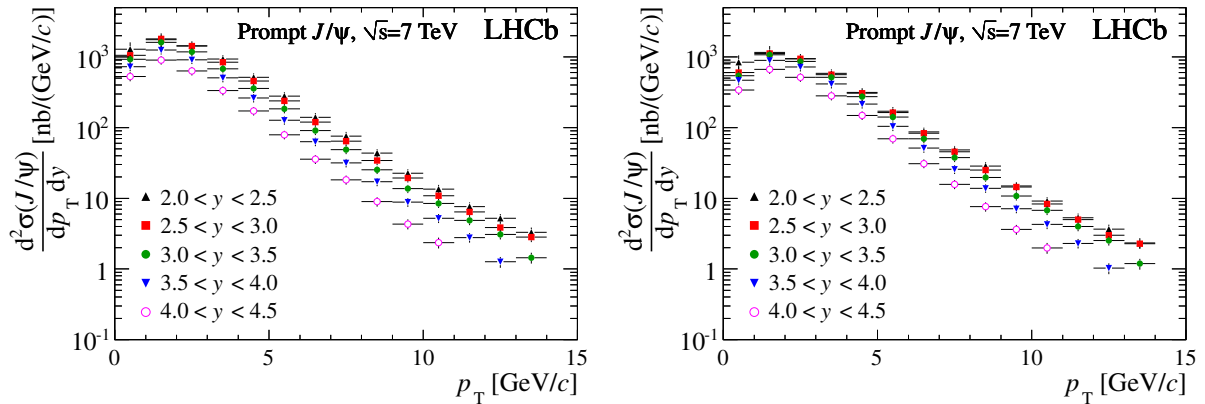 Prompt J/ψ, √s=7 TeV LHCb
d²σ(J/ψ)/dp_T dy [nb/(GeV/c)]
10³
10²
10
1
10⁻¹
2.0 < y < 2.5
2.5 < y < 3.0
3.0 < y < 3.5
3.5 < y < 4.0
4.0 < y < 4.5
0 5 10 15
p_T [GeV/c]
Prompt J/ψ, √s=7 TeV LHCb
d²σ(J/ψ)/dp_T dy [nb/(GeV/c)]
10³
10²
10
1
10⁻¹
2.0 < y < 2.5
2.5 < y < 3.0
3.0 < y < 3.5
3.5 < y < 4.0
4.0 < y < 4.5
0 5 10 15
p_T [GeV/c]